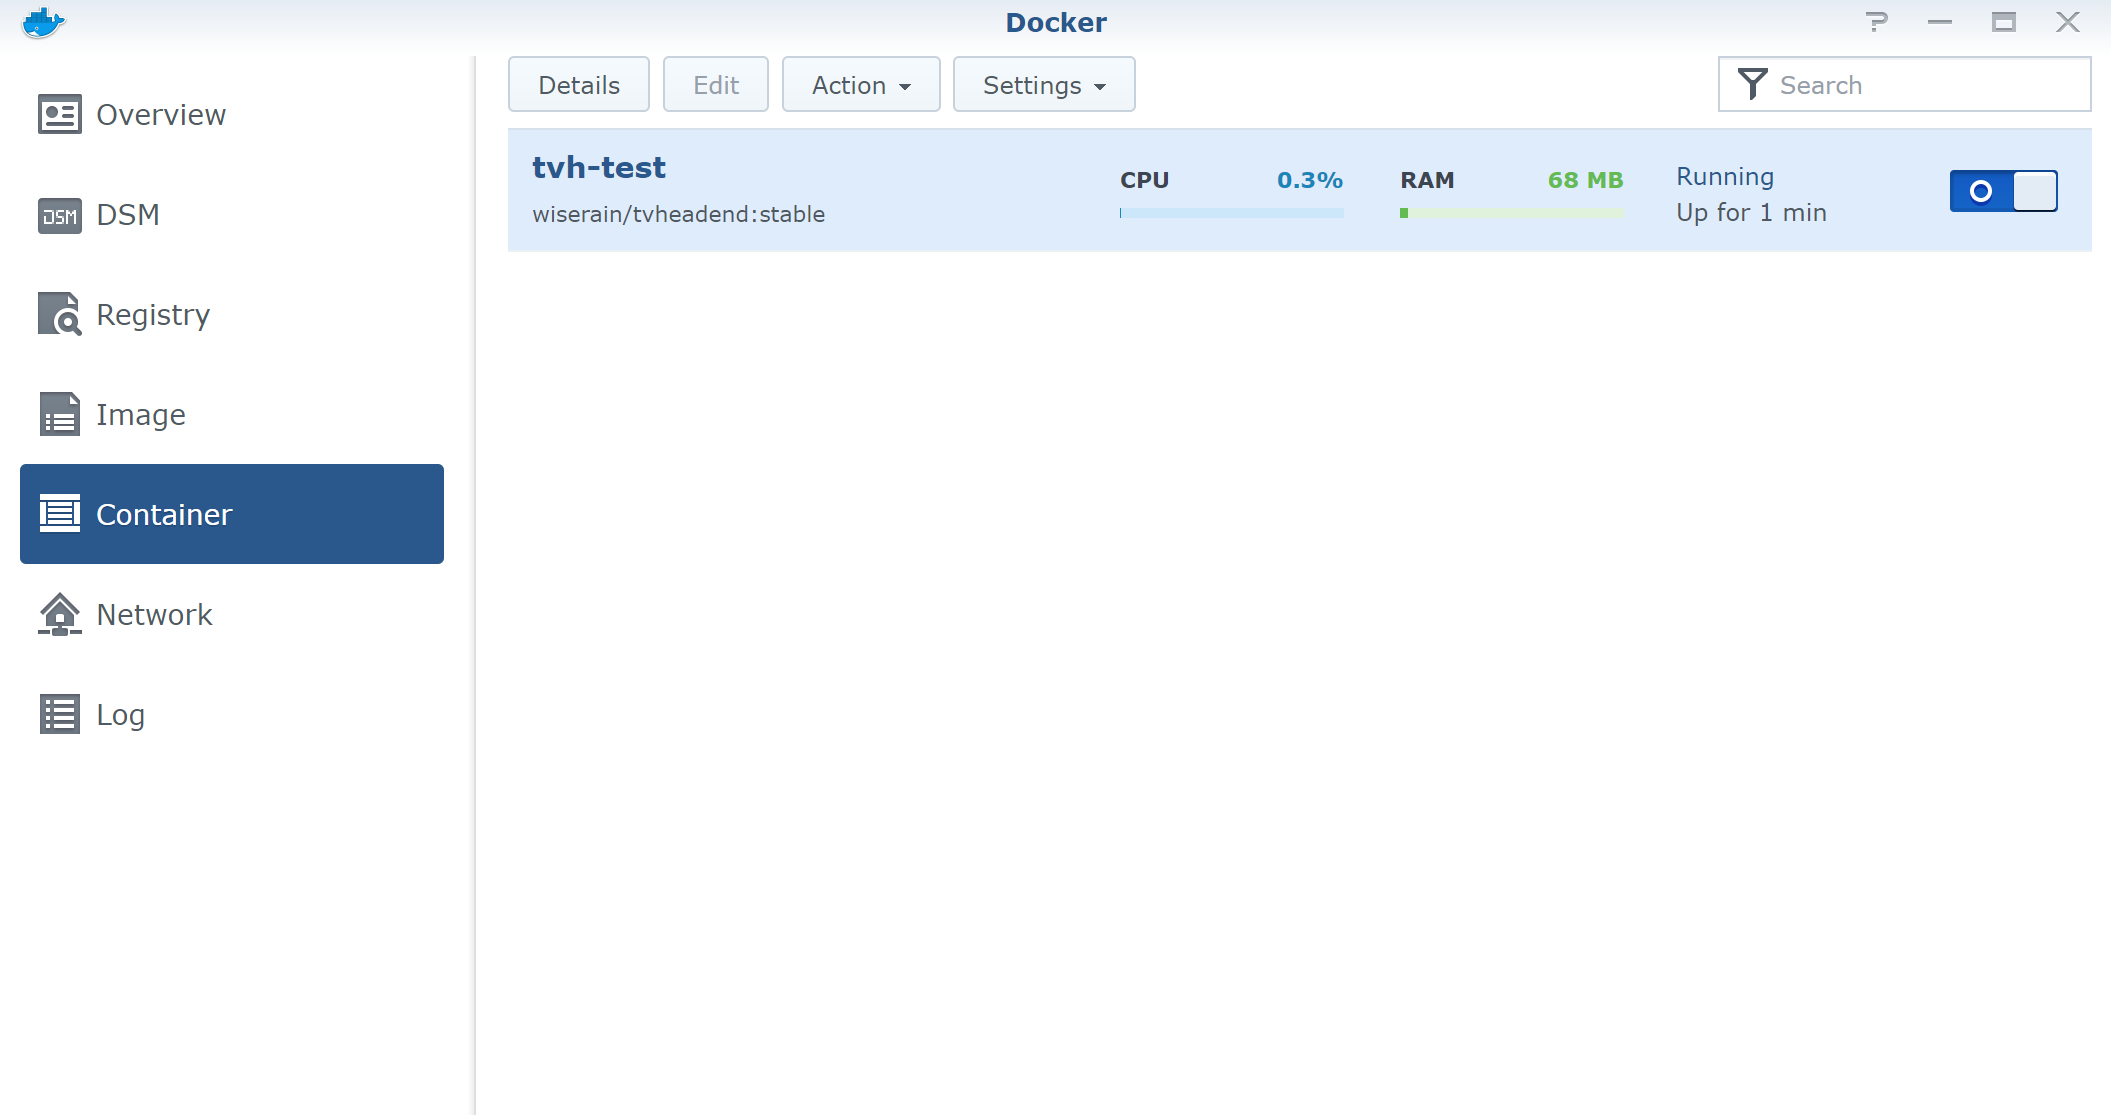 Docker
Overview
DSM
DSM
Registry
Image
Container
Network
Log
Details
Edit
Action
Settings
Search
tvh-test
wiserain/tvheadend:stable
CPU 0.3%
RAM 68 MB
Running
Up for 1 min